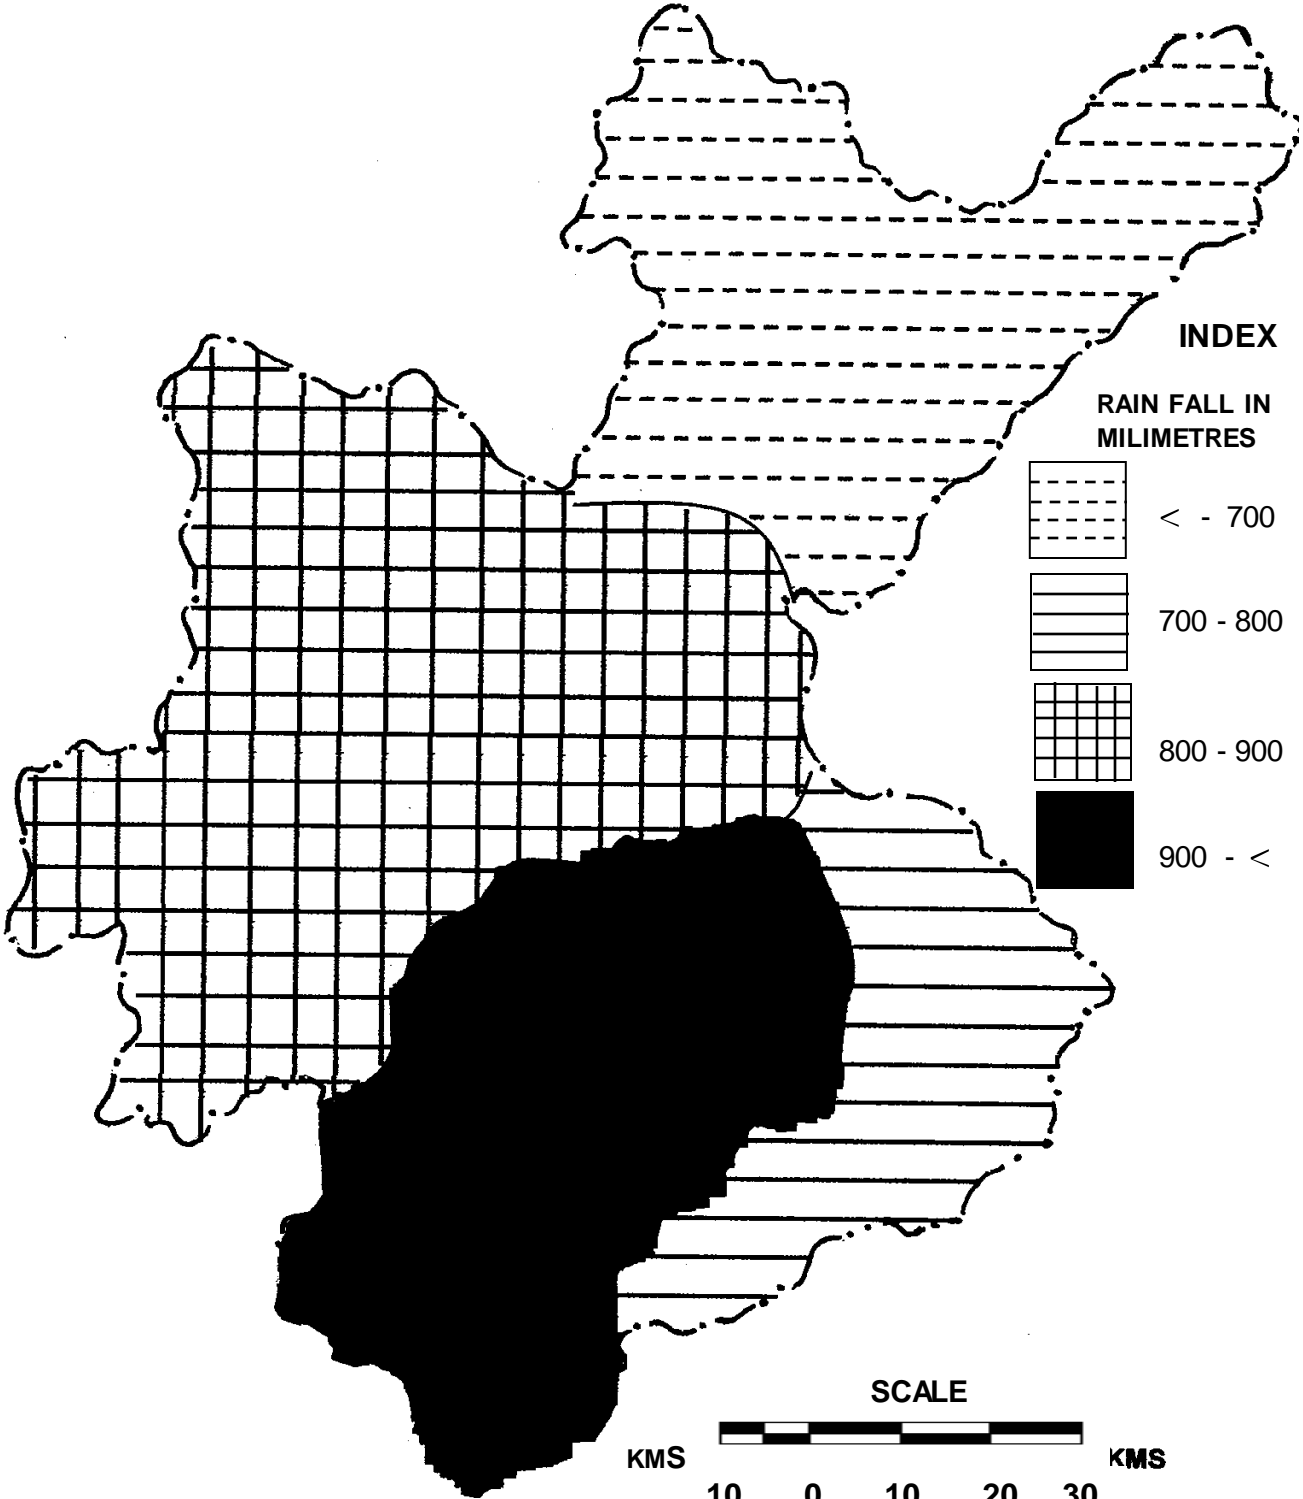 INDEX
RAIN FALL IN
MILIMETRES
< - 700
700 - 800
800 - 900
900 - <
SCALE
KMS KMS
10 0 10 20 30